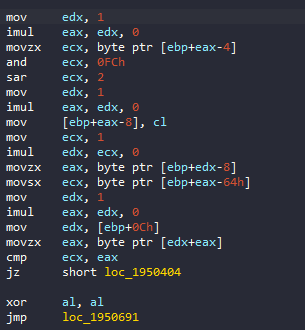 mov edx, 1
imul eax, edx, 0
movzx ecx, byte ptr [ebp+eax-4]
and ecx, 0FCh
sar ecx, 2
mov edx, 1
imul eax, edx, 0
mov [ebp+eax-8], cl
mov ecx, 1
imul edx, ecx, 0
movzx eax, byte ptr [ebp+edx-8]
movsx ecx, byte ptr [ebp+eax-64h]
mov edx, 1
imul eax, edx, 0
mov edx, [ebp+0Ch]
movzx eax, byte ptr [edx+eax]
cmp ecx, eax
jz short loc_1950404
xor al, al
jmp loc_1950691